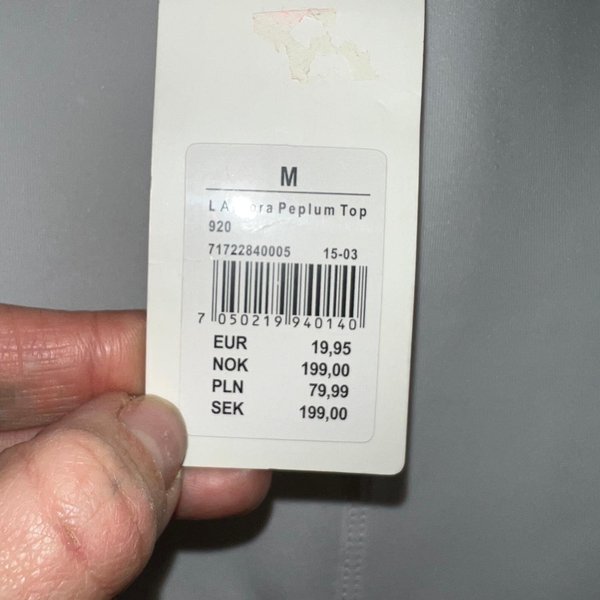 M
L A Peplum Top
920
71722840005 15-03
7 050219 940140
EUR 19,95
NOK 199,00
PLN 79,99
SEK 199,00